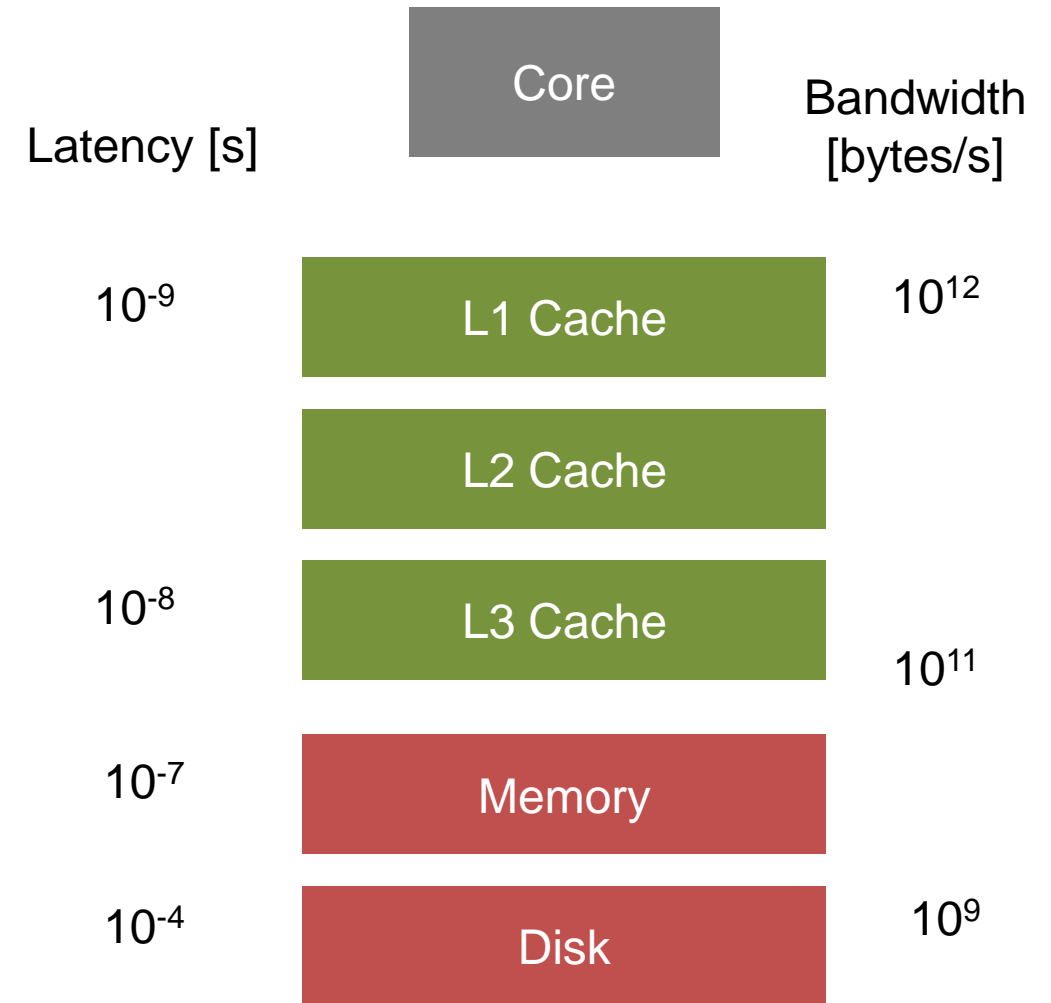 Core
Latency [s]
Bandwidth
[bytes/s]
10⁻⁹
L1 Cache
10¹²
L2 Cache
10⁻⁸
L3 Cache
10¹¹
10⁻⁷
Memory
10⁻⁴
Disk
10⁹